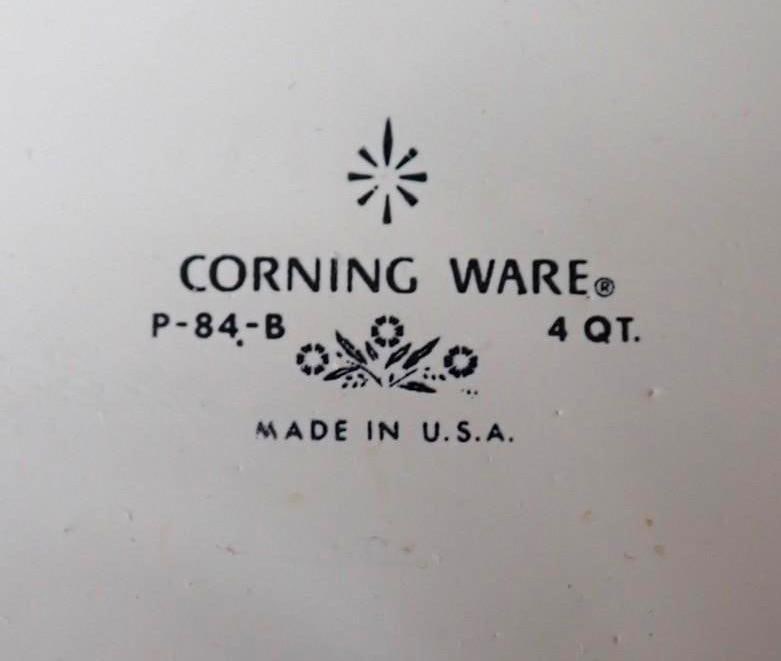 CORNING WARE®
P-84-B 4 QT.
MADE IN U.S.A.